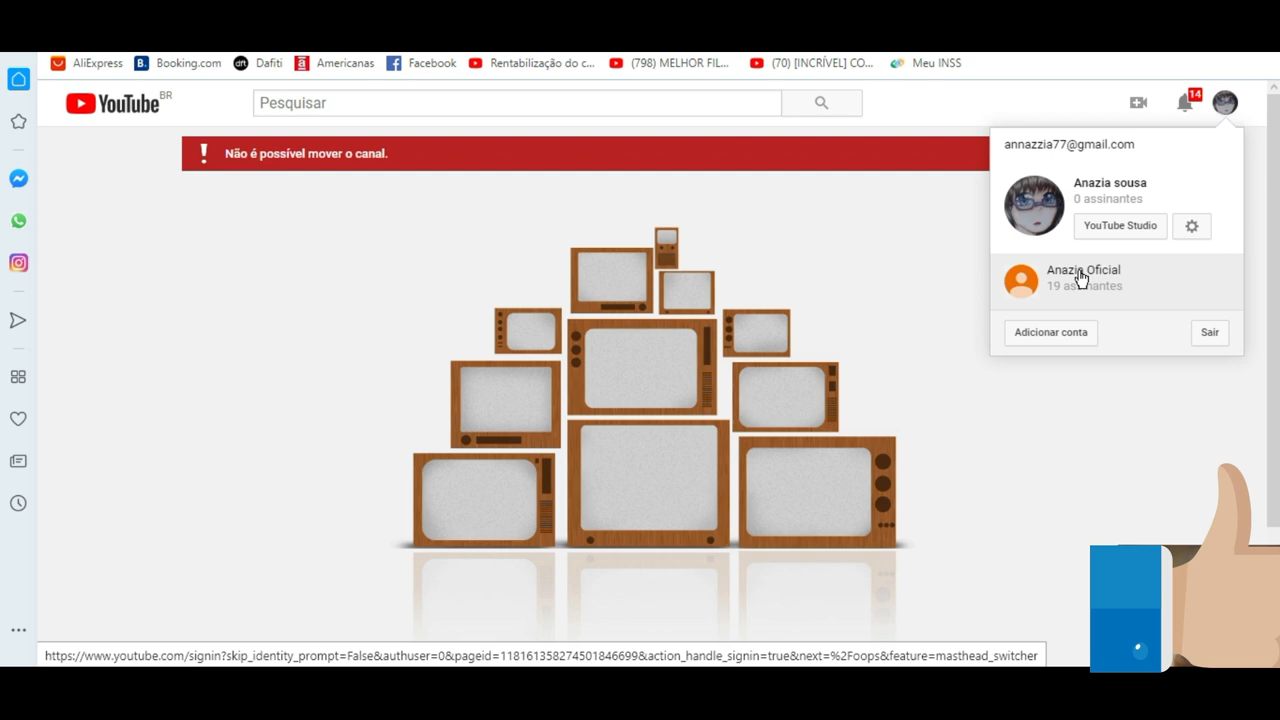 AliExpress B. Booking.com dft Dafiti a Americanas Facebook Rentabilização do c... (798) MELHOR FIL... (70) [INCRÍVEL] CO... Meu INSS
YouTube BR
Pesquisar
14
Não é possível mover o canal.
annazzia77@gmail.com
Anazia sousa
0 assinantes
YouTube Studio
Anazia Oficial
19 assinantes
Adicionar conta Sair
https://www.youtube.com/signin?skip_identity_prompt=False&authuser=0&pageid=118161358274501846699&action_handle_signin=true&next=%2Foops&feature=masthead_switcher